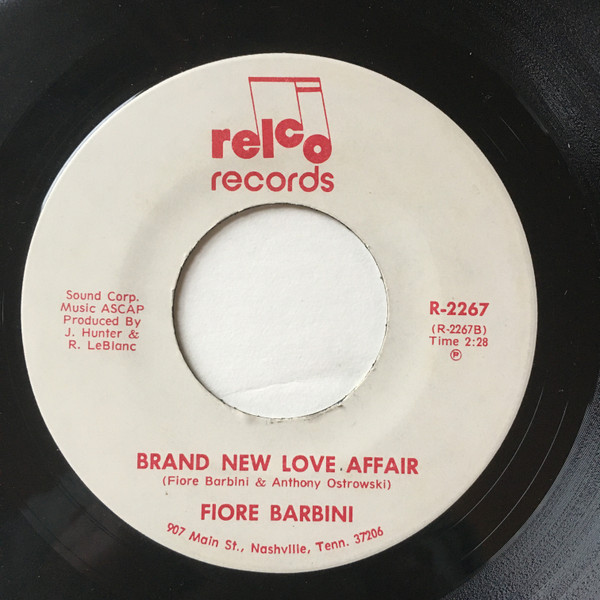 relco
records
Sound Corp.
Music ASCAP
Produced By
J. Hunter &
R. LeBlanc
R-2267
(R-2267B)
Time 2:28
Ⓟ
BRAND NEW LOVE AFFAIR
(Fiore Barbini & Anthony Ostrowski)
FIORE BARBINI
907 Main St., Nashville, Tenn. 37206